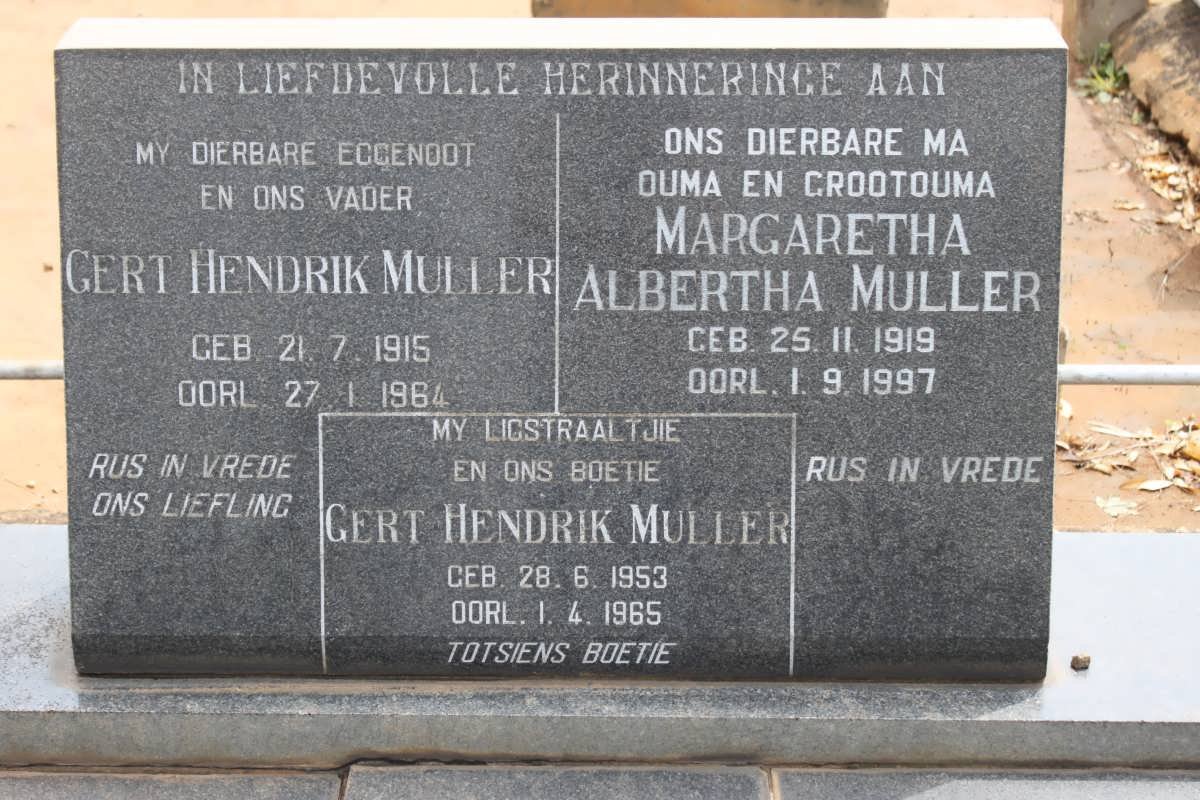 IN LIEFDEVOLLE HERINNERINGE AAN
MY DIERBARE EGGENOOT
EN ONS VADER
GERT HENDRIK MULLER
GEB. 21. 7. 1915
OORL. 27. 1. 1964
RUS IN VREDE
ONS LIEFLING
ONS DIERBARE MA
OUMA EN GROOTOUMA
MARGARETHA
ALBERTHA MULLER
GEB. 25. 11. 1919
OORL. 1. 9. 1997
RUS IN VREDE
MY LIGSTRAALTJIE
EN ONS BOETIE
GERT HENDRIK MULLER
GEB. 28. 6. 1953
OORL. 1. 4. 1965
TOTSIENS BOETIE